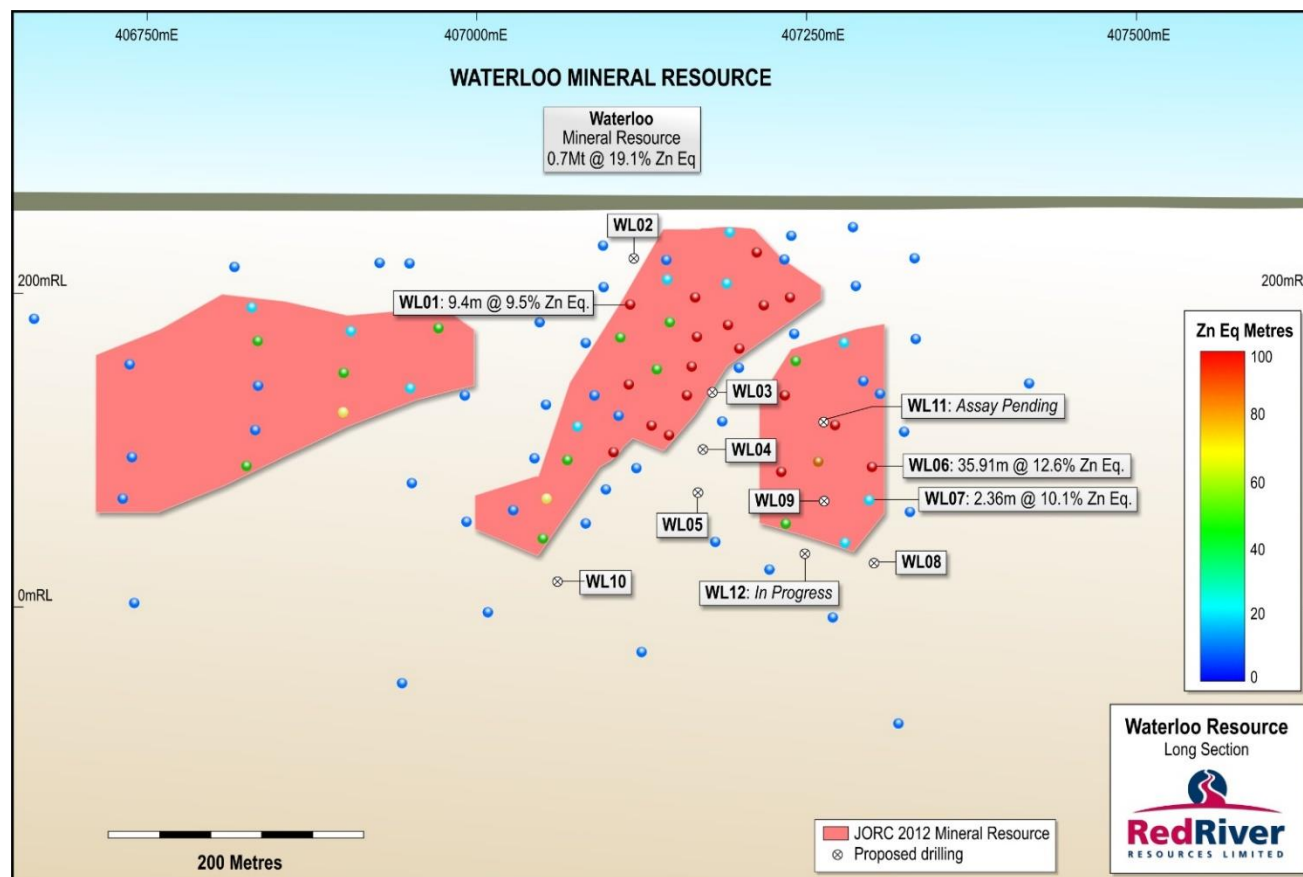 406750mE
407000mE
407250mE
407500mE
WATERLOO MINERAL RESOURCE
Waterloo
Mineral Resource
0.7Mt @ 19.1% Zn Eq
WL02
200mRL
200mRL
WL01: 9.4m @ 9.5% Zn Eq.
Zn Eq Metres
100
80
60
40
20
0
WL03
WL11: Assay Pending
WL04
WL06: 35.91m @ 12.6% Zn Eq.
WL09
WL07: 2.36m @ 10.1% Zn Eq.
WL05
WL08
WL10
WL12: In Progress
0mRL
200 Metres
JORC 2012 Mineral Resource
Proposed drilling
Waterloo Resource
Long Section
RedRiver
RESOURCES LIMITED